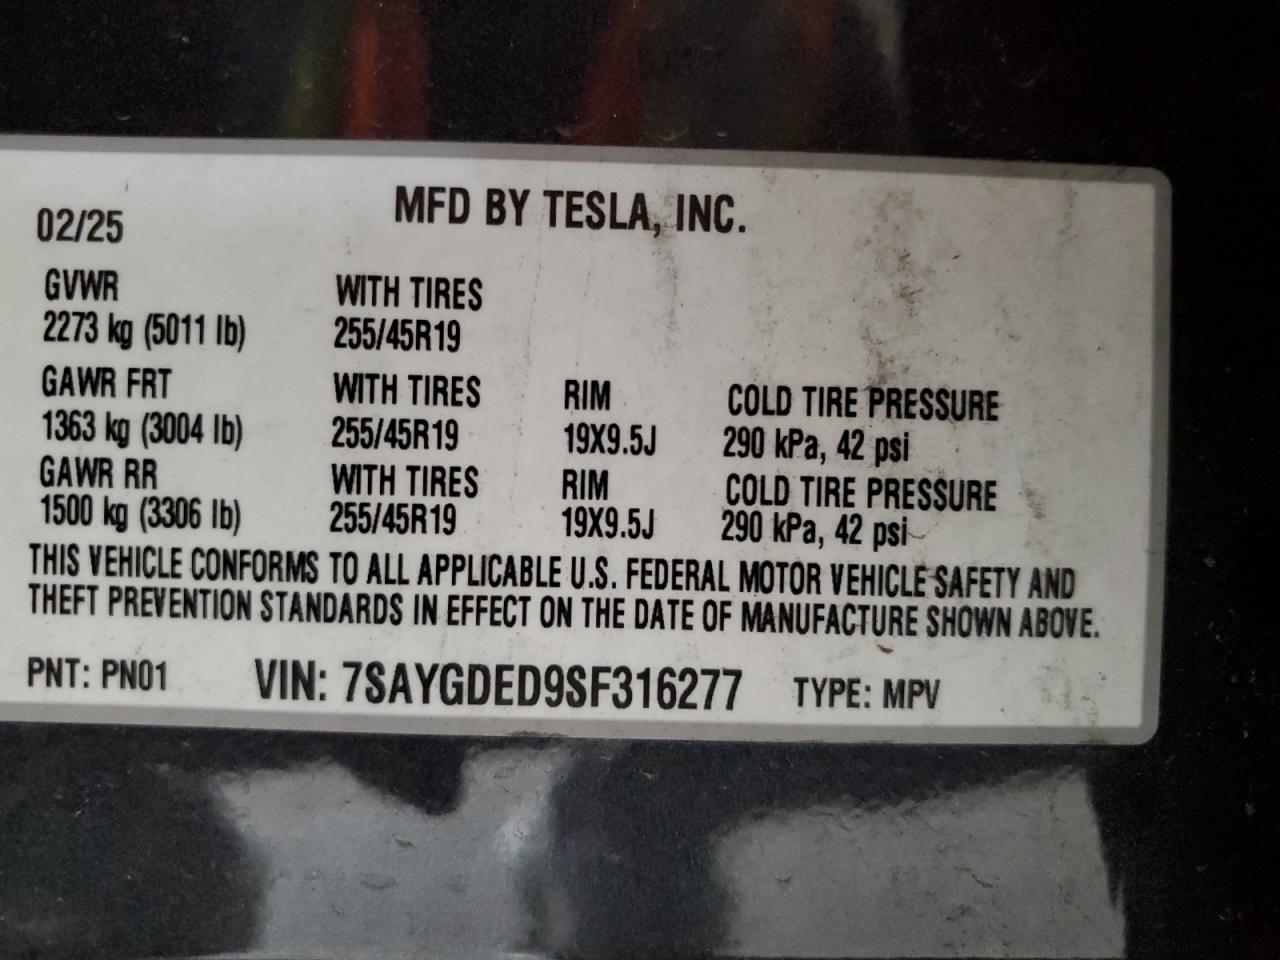 MFD BY TESLA, INC.
02/25
GVWR WITH TIRES
2273 kg (5011 lb) 255/45R19
GAWR FRT WITH TIRES RIM COLD TIRE PRESSURE
1363 kg (3004 lb) 255/45R19 19X9.5J 290 kPa, 42 psi
GAWR RR WITH TIRES RIM COLD TIRE PRESSURE
1500 kg (3306 lb) 255/45R19 19X9.5J 290 kPa, 42 psi
THIS VEHICLE CONFORMS TO ALL APPLICABLE U.S. FEDERAL MOTOR VEHICLE SAFETY AND
THEFT PREVENTION STANDARDS IN EFFECT ON THE DATE OF MANUFACTURE SHOWN ABOVE.
PNT: PN01 VIN: 7SAYGDED9SF316277 TYPE: MPV